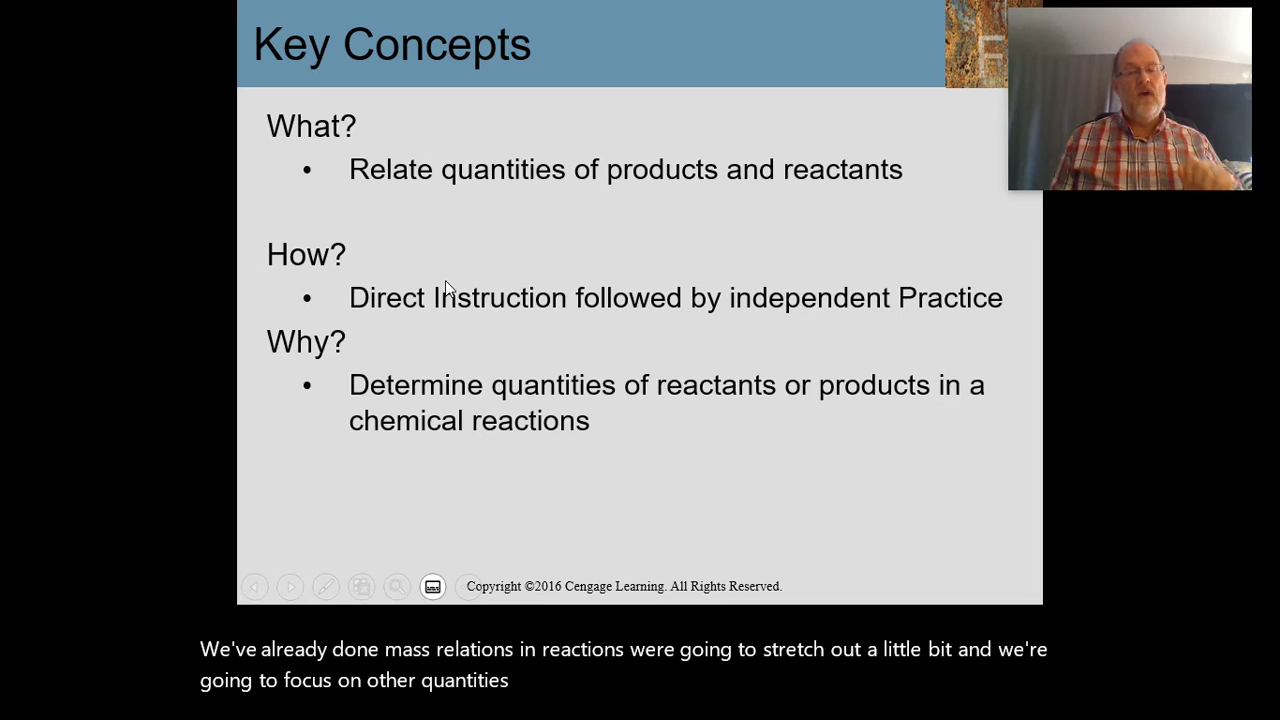 Key Concepts
What?
• Relate quantities of products and reactants
How?
• Direct Instruction followed by independent Practice
Why?
• Determine quantities of reactants or products in a
chemical reactions
Copyright ©2016 Cengage Learning. All Rights Reserved.
We've already done mass relations in reactions were going to stretch out a little bit and we're
going to focus on other quantities